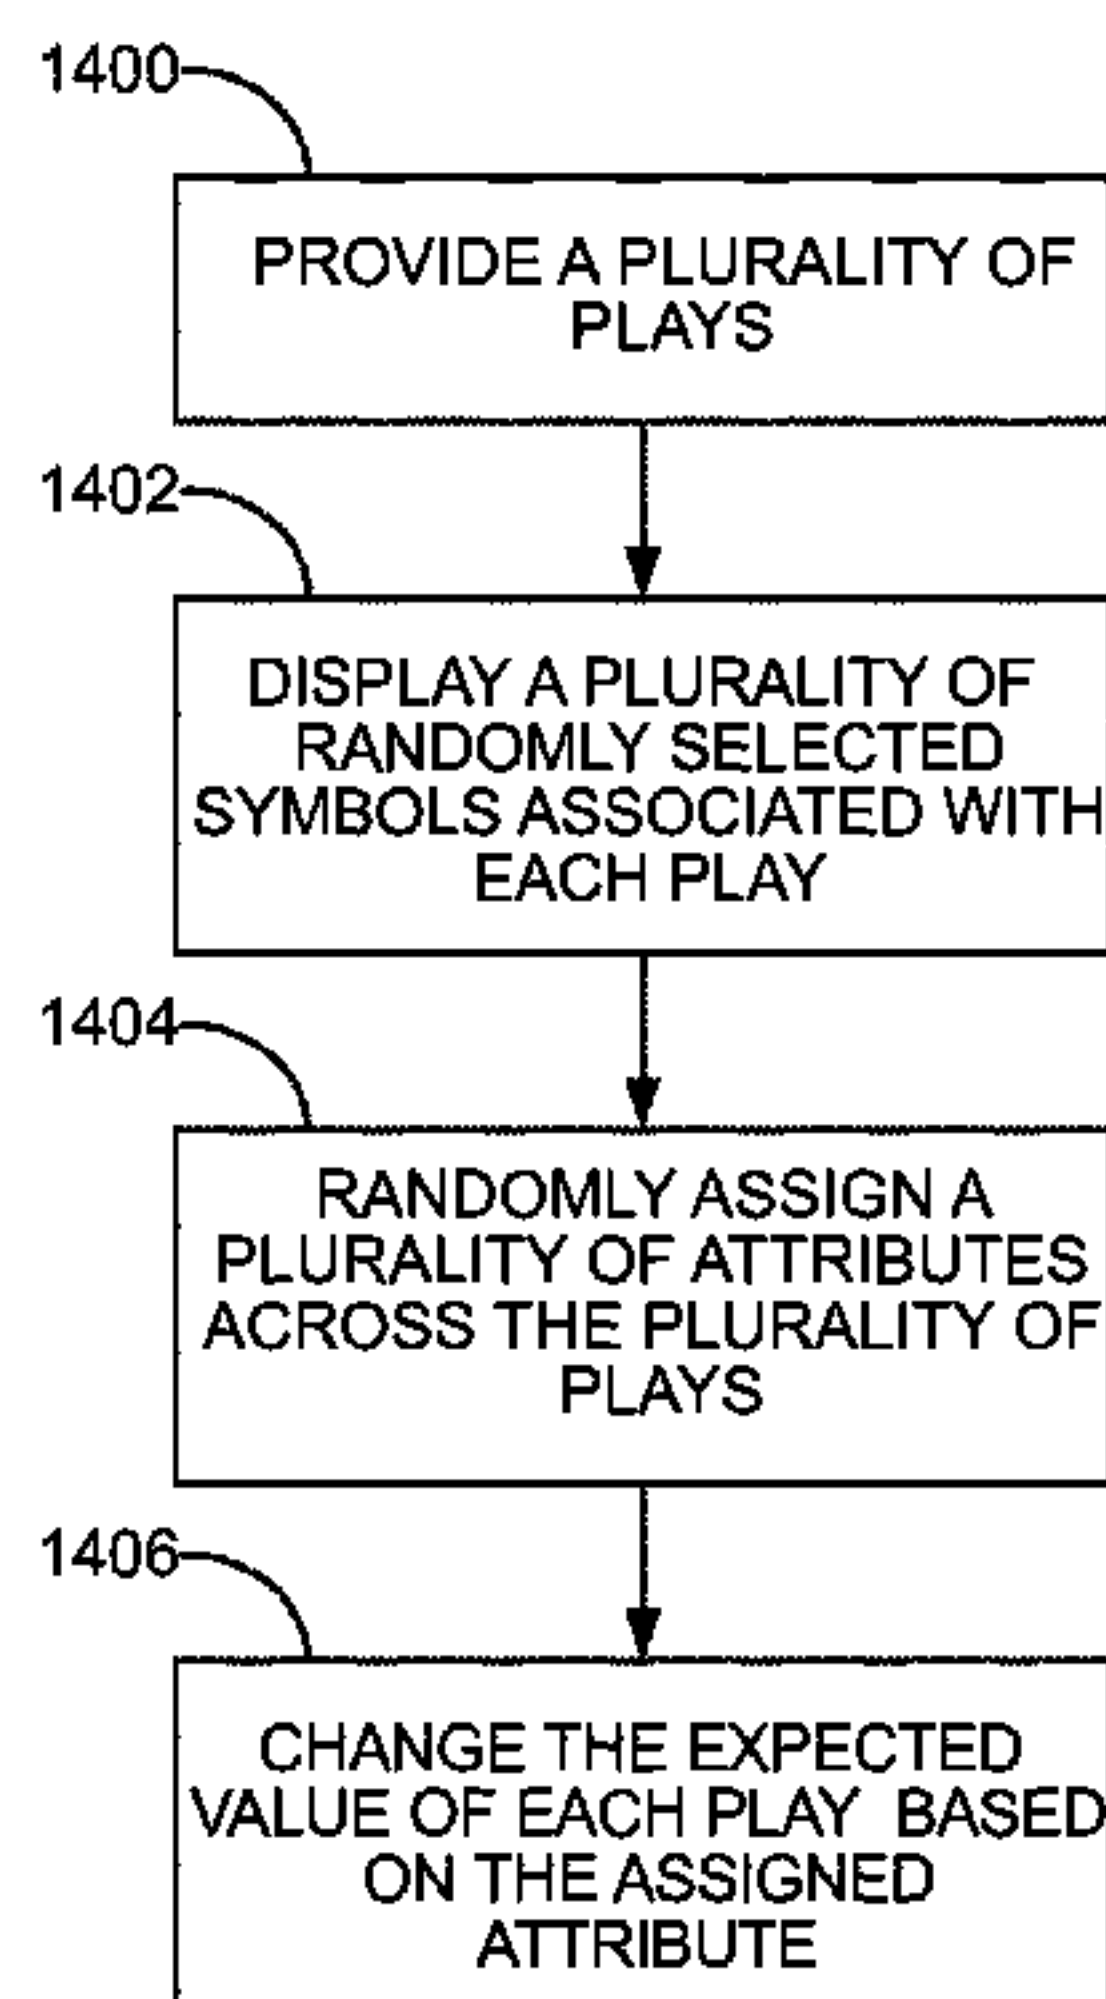 1400
PROVIDE A PLURALITY OF
PLAYS
1402
DISPLAY A PLURALITY OF
RANDOMLY SELECTED
SYMBOLS ASSOCIATED WITH
EACH PLAY
1404
RANDOMLY ASSIGN A
PLURALITY OF ATTRIBUTES
ACROSS THE PLURALITY OF
PLAYS
1406
CHANGE THE EXPECTED
VALUE OF EACH PLAY BASED
ON THE ASSIGNED
ATTRIBUTE